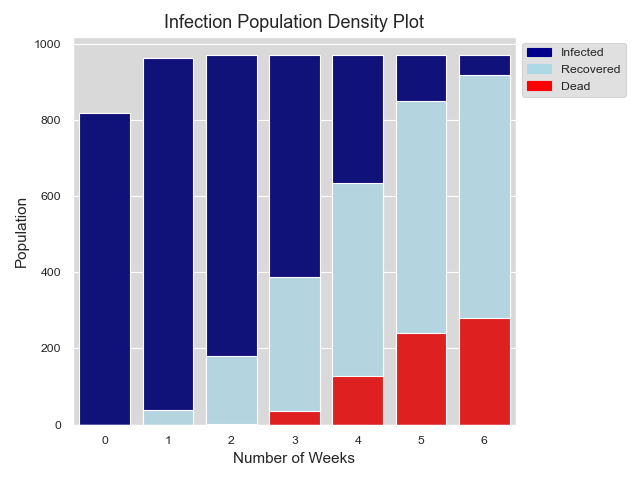 Infection Population Density Plot
Infected
Recovered
Dead
1000
800
600
400
200
0
Population
0 1 2 3 4 5 6
Number of Weeks